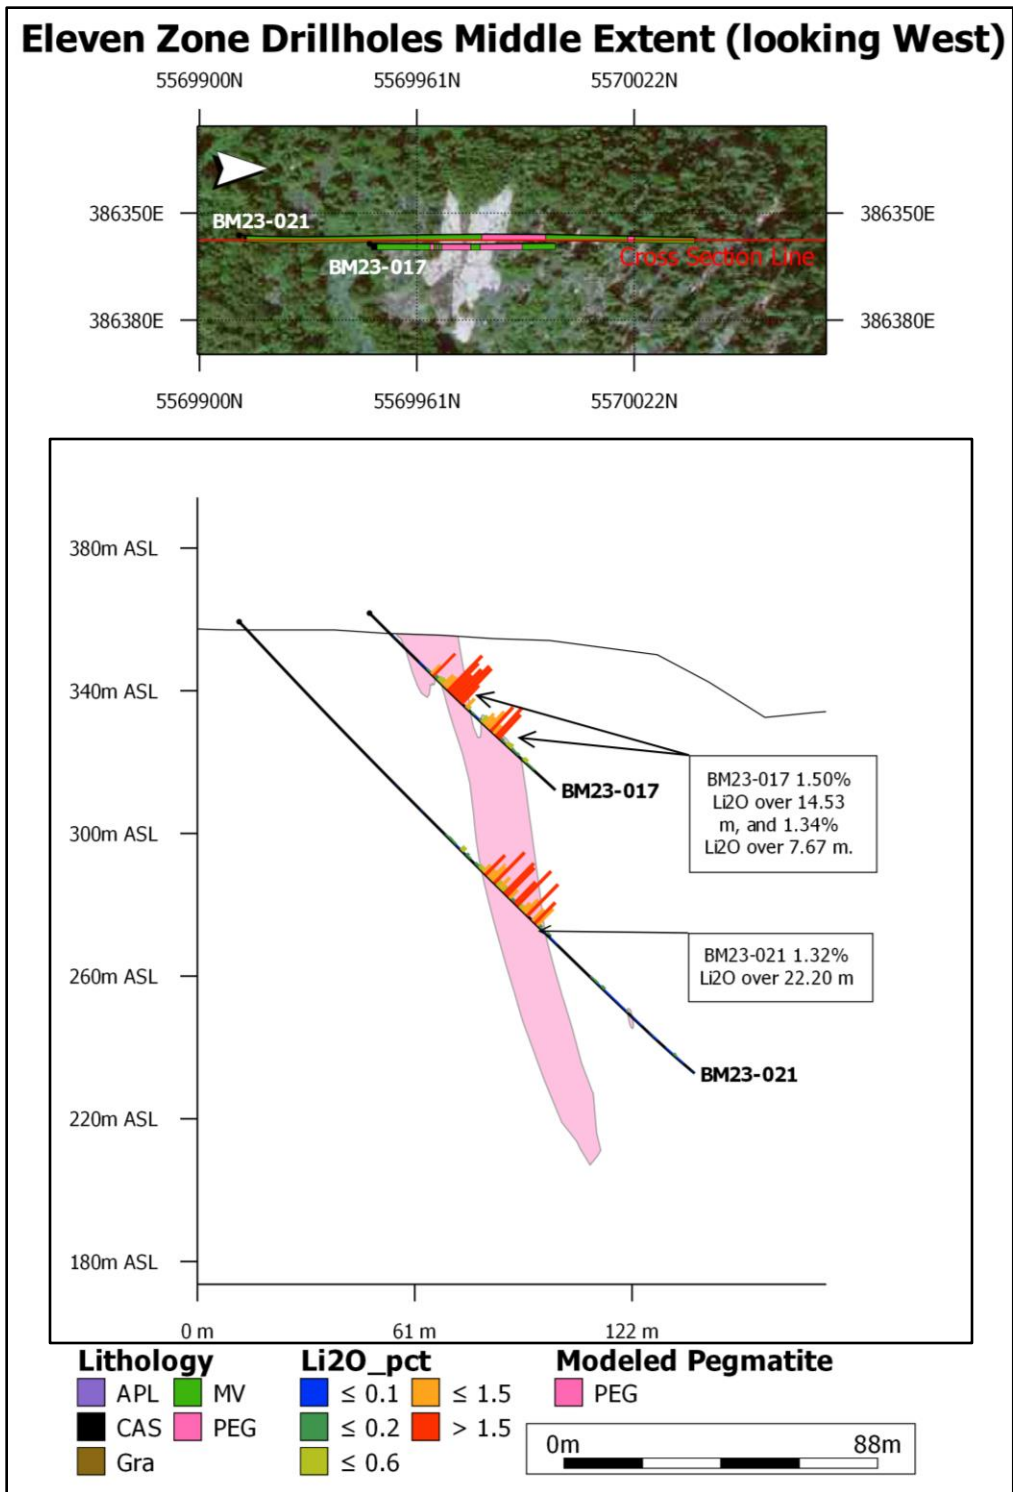 Eleven Zone Drillholes Middle Extent (looking West)
5569900N 5569961N 5570022N
386350E 386350E
BM23-021
Cross Section Line
BM23-017
386380E 386380E
5569900N 5569961N 5570022N
380m ASL
340m ASL
BM23-017 1.50%
Li2O over 14.53
m, and 1.34%
Li2O over 7.67 m.
BM23-017
300m ASL
BM23-021 1.32%
Li2O over 22.20 m
260m ASL
BM23-021
220m ASL
180m ASL
0 m 61 m 122 m
Lithology
APL MV
CAS PEG
Gra
Li2O_pct
≤ 0.1 ≤ 1.5
≤ 0.2 > 1.5
≤ 0.6
Modeled Pegmatite
PEG
0m 88m